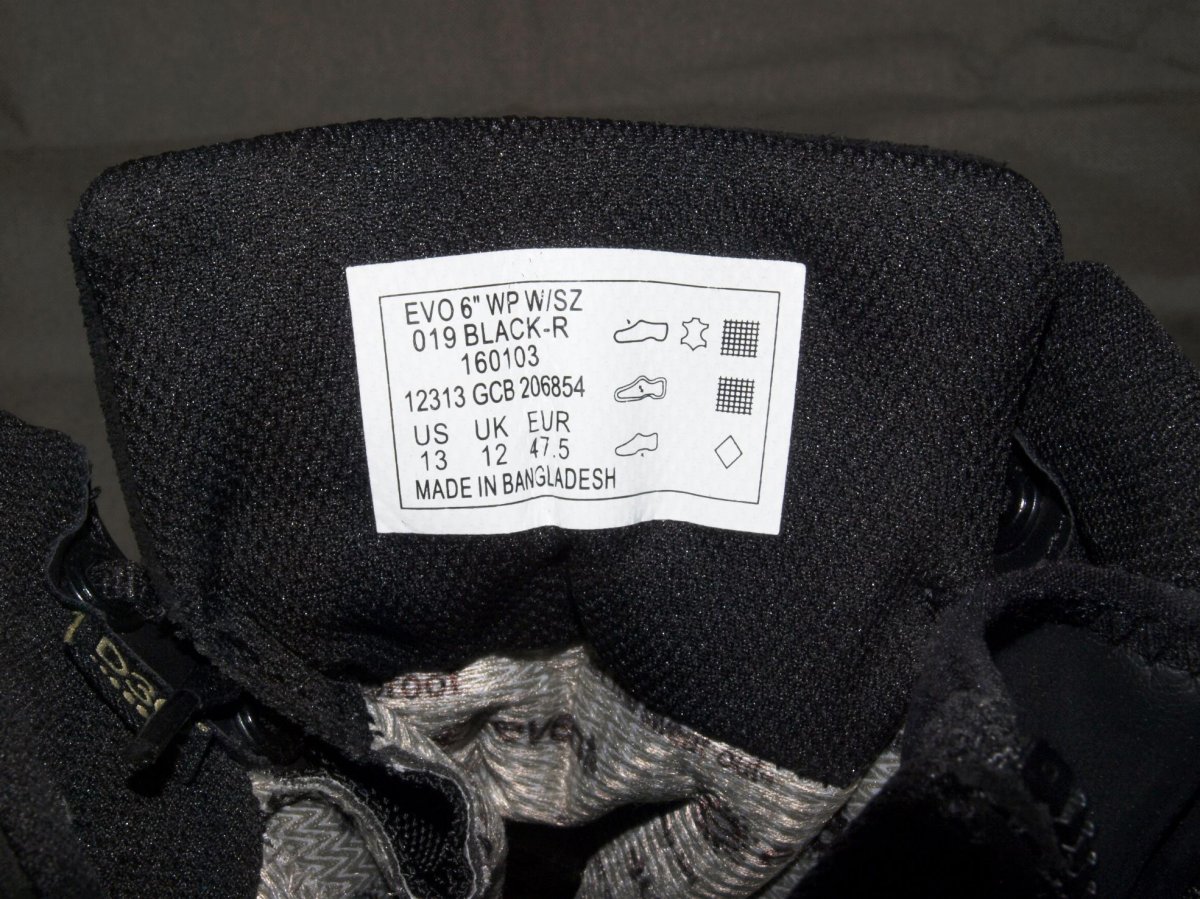 EVO 6" WP W/SZ
019 BLACK-R
160103
12313 GCB 206854
US UK EUR
13 12 47.5
MADE IN BANGLADESH